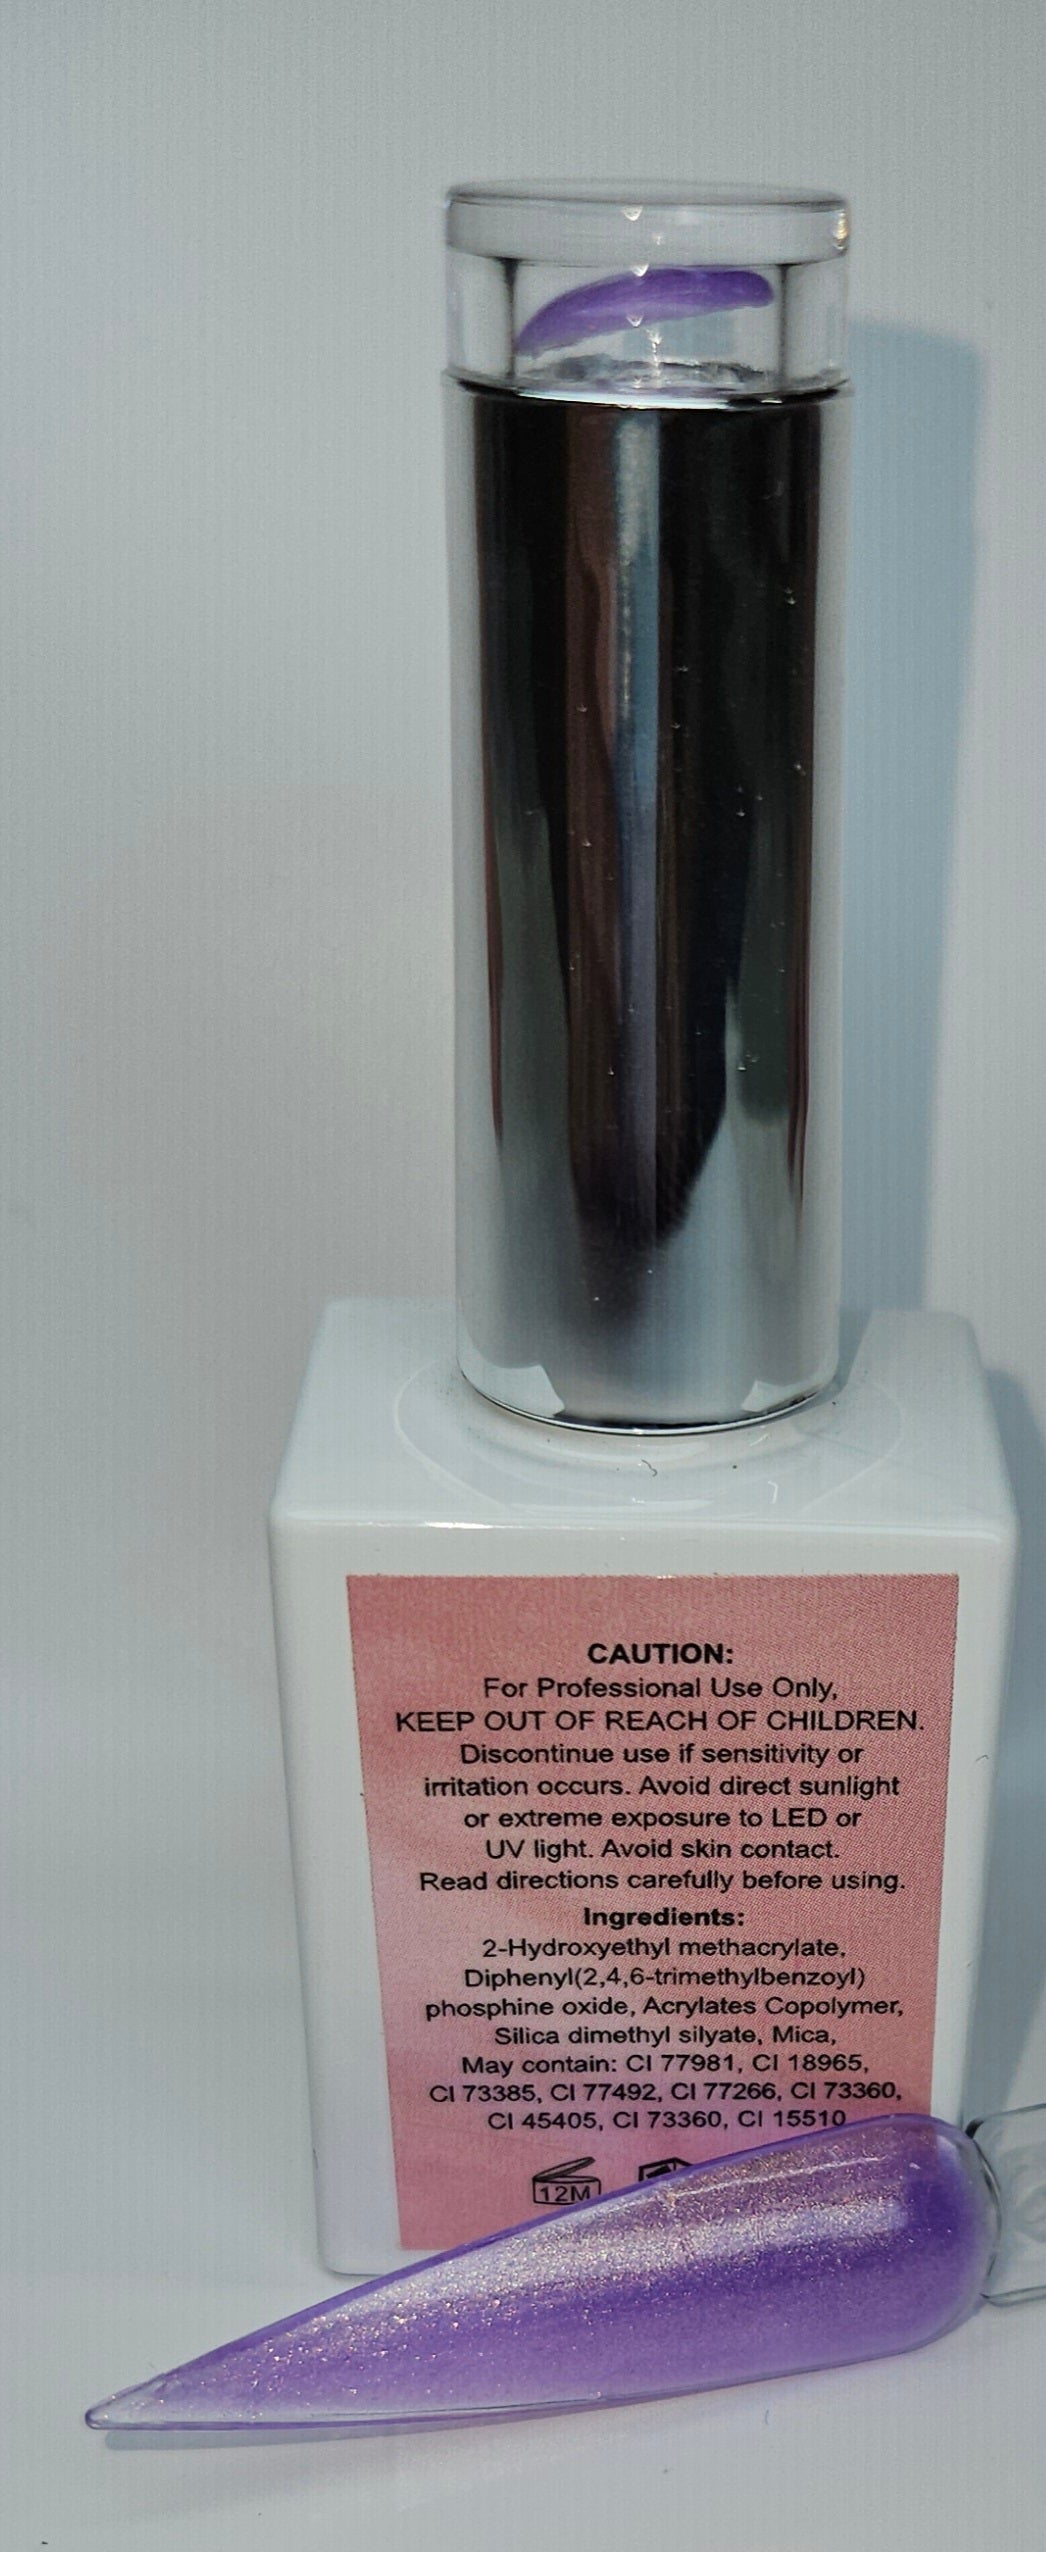 CAUTION:
For Professional Use Only,
KEEP OUT OF REACH OF CHILDREN.
Discontinue use if sensitivity or
irritation occurs. Avoid direct sunlight
or extreme exposure to LED or
UV light. Avoid skin contact.
Read directions carefully before using.
Ingredients:
2-Hydroxyethyl methacrylate,
Diphenyl(2,4,6-trimethylbenzoyl)
phosphine oxide, Acrylates Copolymer,
Silica dimethyl silyate, Mica,
May contain: CI 77981, CI 18965,
CI 73385, CI 77492, CI 77266, CI 73360,
CI 45405, CI 73360, CI 15510
12M